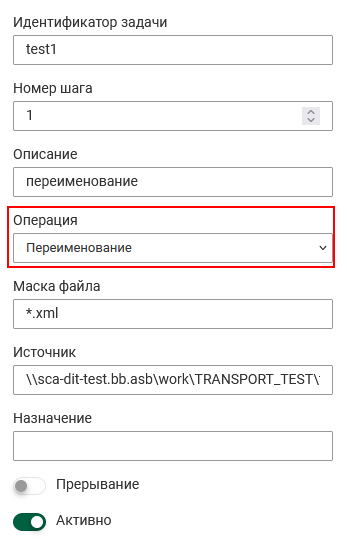 Идентификатор задачи
test1
Номер шага
1
Описание
переименование
Операция
Переименование
Маска файла
*.xml
Источник
\\sca-dit-test.bb.asb\work\TRANSPORT_TEST\
Назначение
Прерывание
Активно